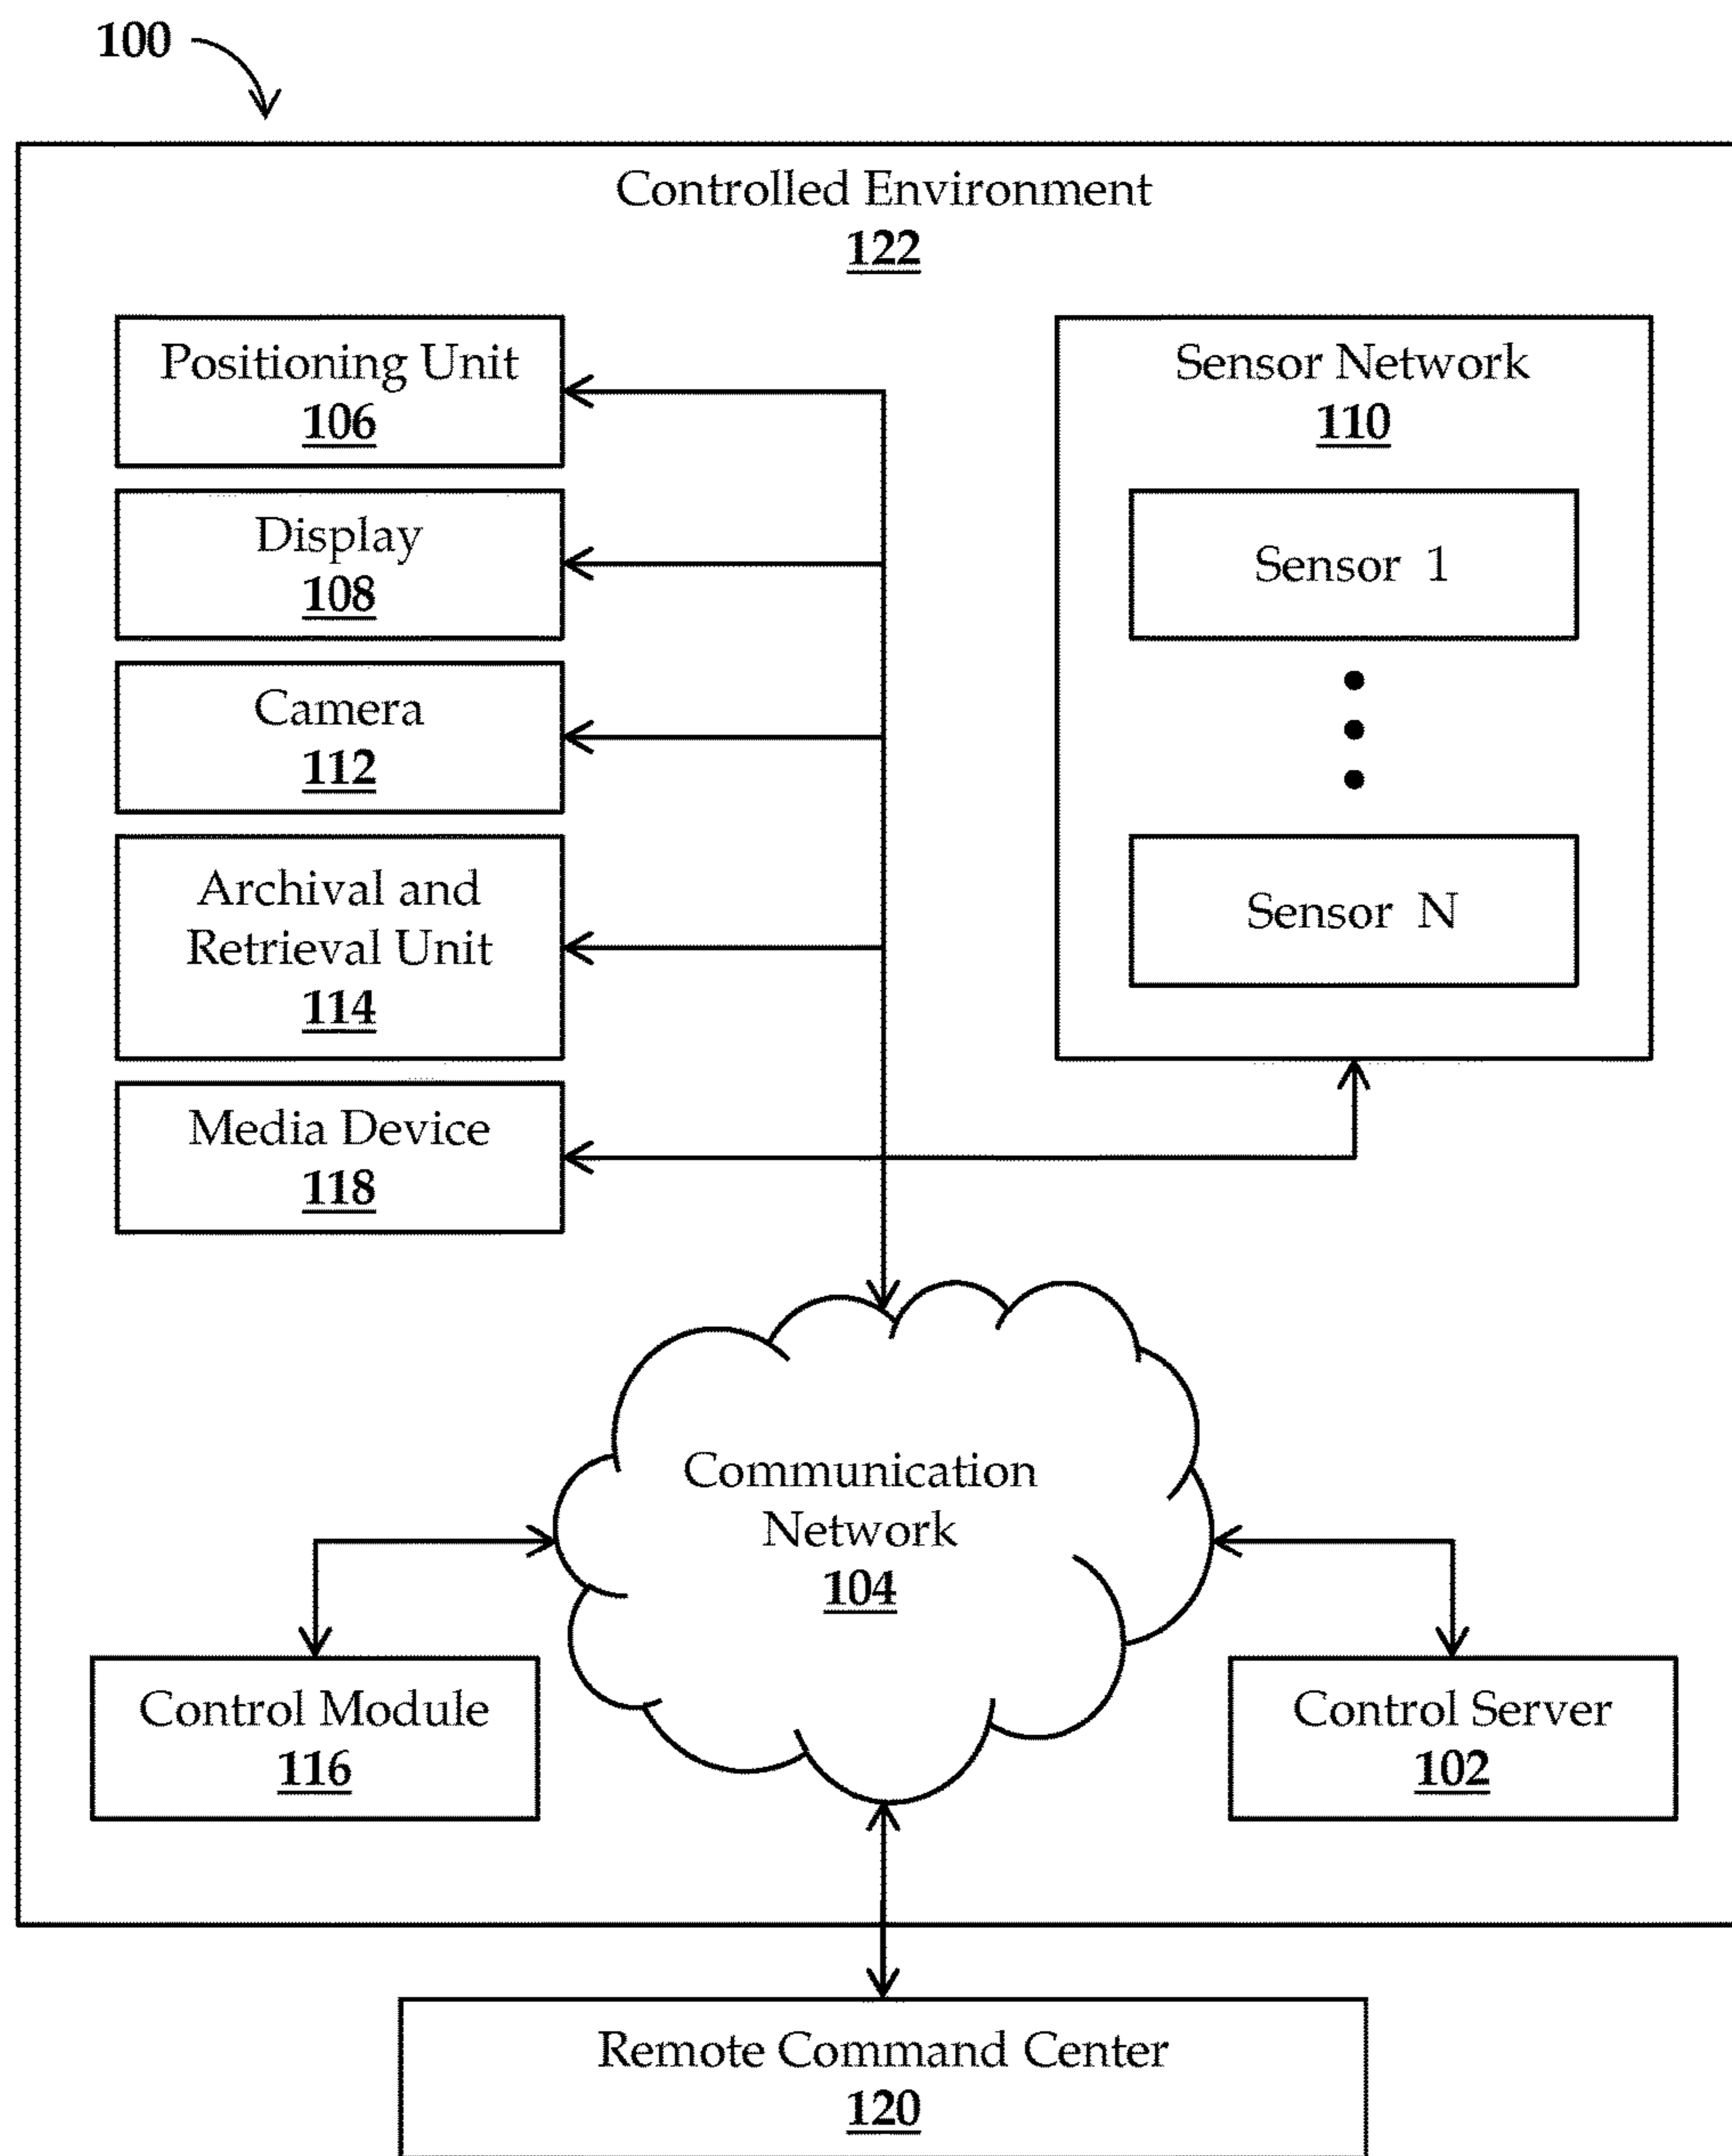 100
Controlled Environment
122
Positioning Unit
106
Display
108
Camera
112
Archival and
Retrieval Unit
114
Media Device
118
Sensor Network
110
Sensor 1
Sensor N
Communication
Network
104
Control Module
116
Control Server
102
Remote Command Center
120